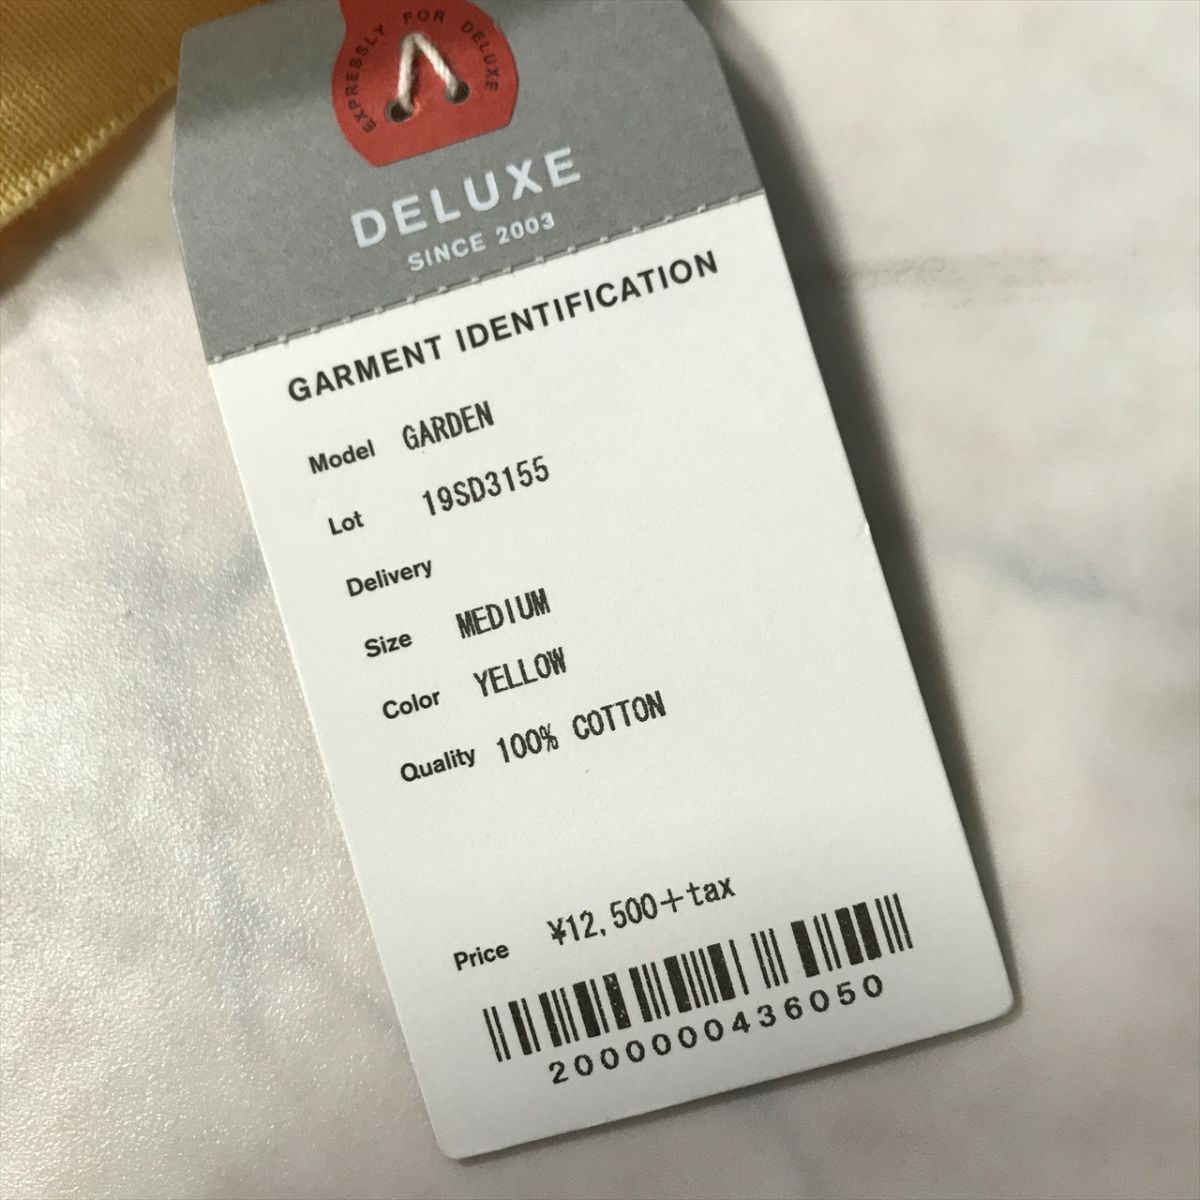 EXPRESSLY FOR DELUXE
DELUXE
SINCE 2003
GARMENT IDENTIFICATION
Model GARDEN
Lot 19SD3155
Delivery
Size MEDIUM
Color YELLOW
Quality 100% COTTON
Price ¥12,500+tax
2000000436050